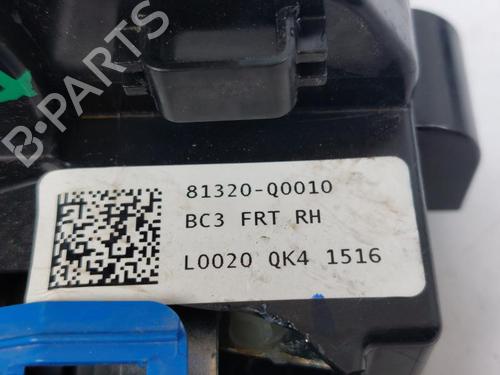 B-PARTS
81320-Q0010
BC3 FRT RH
L0020 QK4 1516